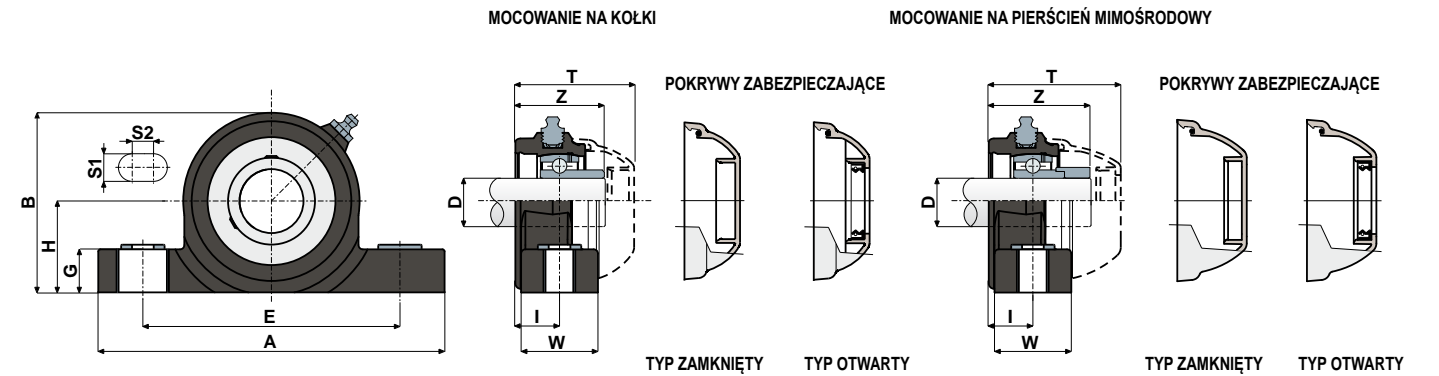 MOCOWANIE NA KOŁKI
MOCOWANIE NA PIERŚCIEŃ MIMOŚRODOWY
T
POKRYWY ZABEZPIECZAJĄCE
T
POKRYWY ZABEZPIECZAJĄCE
Z
Z
S2
S1
B
D
D
H
G
E
I
I
A
W
W
TYP ZAMKNIĘTY
TYP OTWARTY
TYP ZAMKNIĘTY
TYP OTWARTY